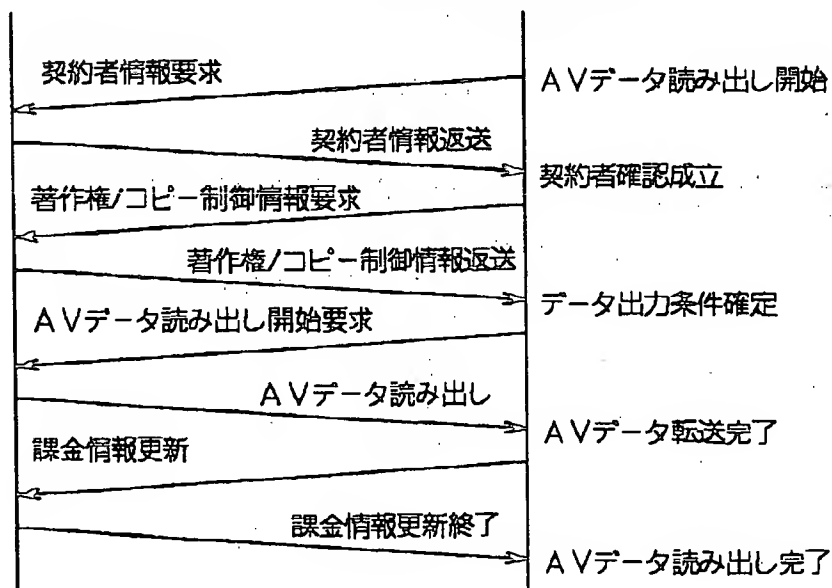 契約者情報要求
AVデータ読み出し開始
契約者情報返送
契約者確認成立
著作権/コピー制御情報要求
著作権/コピー制御情報返送
データ出力条件確定
AVデータ読み出し開始要求
AVデータ読み出し
AVデータ転送完了
課金情報更新
課金情報更新終了
AVデータ読み出し完了